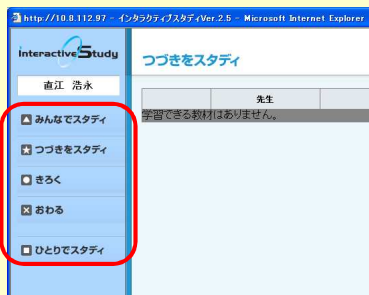 http://10.0.112.97 - インタラクティブスタディVer.2.5 - Microsoft Internet Explorer
interactive Study
つづきをスタディ
直江 浩永
先生
学習できる教材はありません。
みんなでスタディ
つづきをスタディ
きろく
おわる
ひとりでスタディ